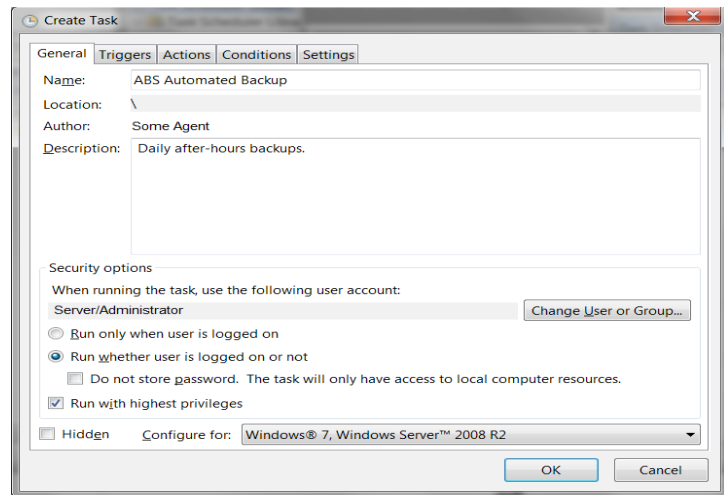 Create Task
General Triggers Actions Conditions Settings
Name: ABS Automated Backup
Location: \
Author: Some Agent
Description: Daily after-hours backups.
Security options
When running the task, use the following user account:
Server/Administrator Change User or Group...
Run only when user is logged on
Run whether user is logged on or not
Do not store password. The task will only have access to local computer resources.
Run with highest privileges
Hidden Configure for: Windows® 7, Windows Server™ 2008 R2
OK Cancel